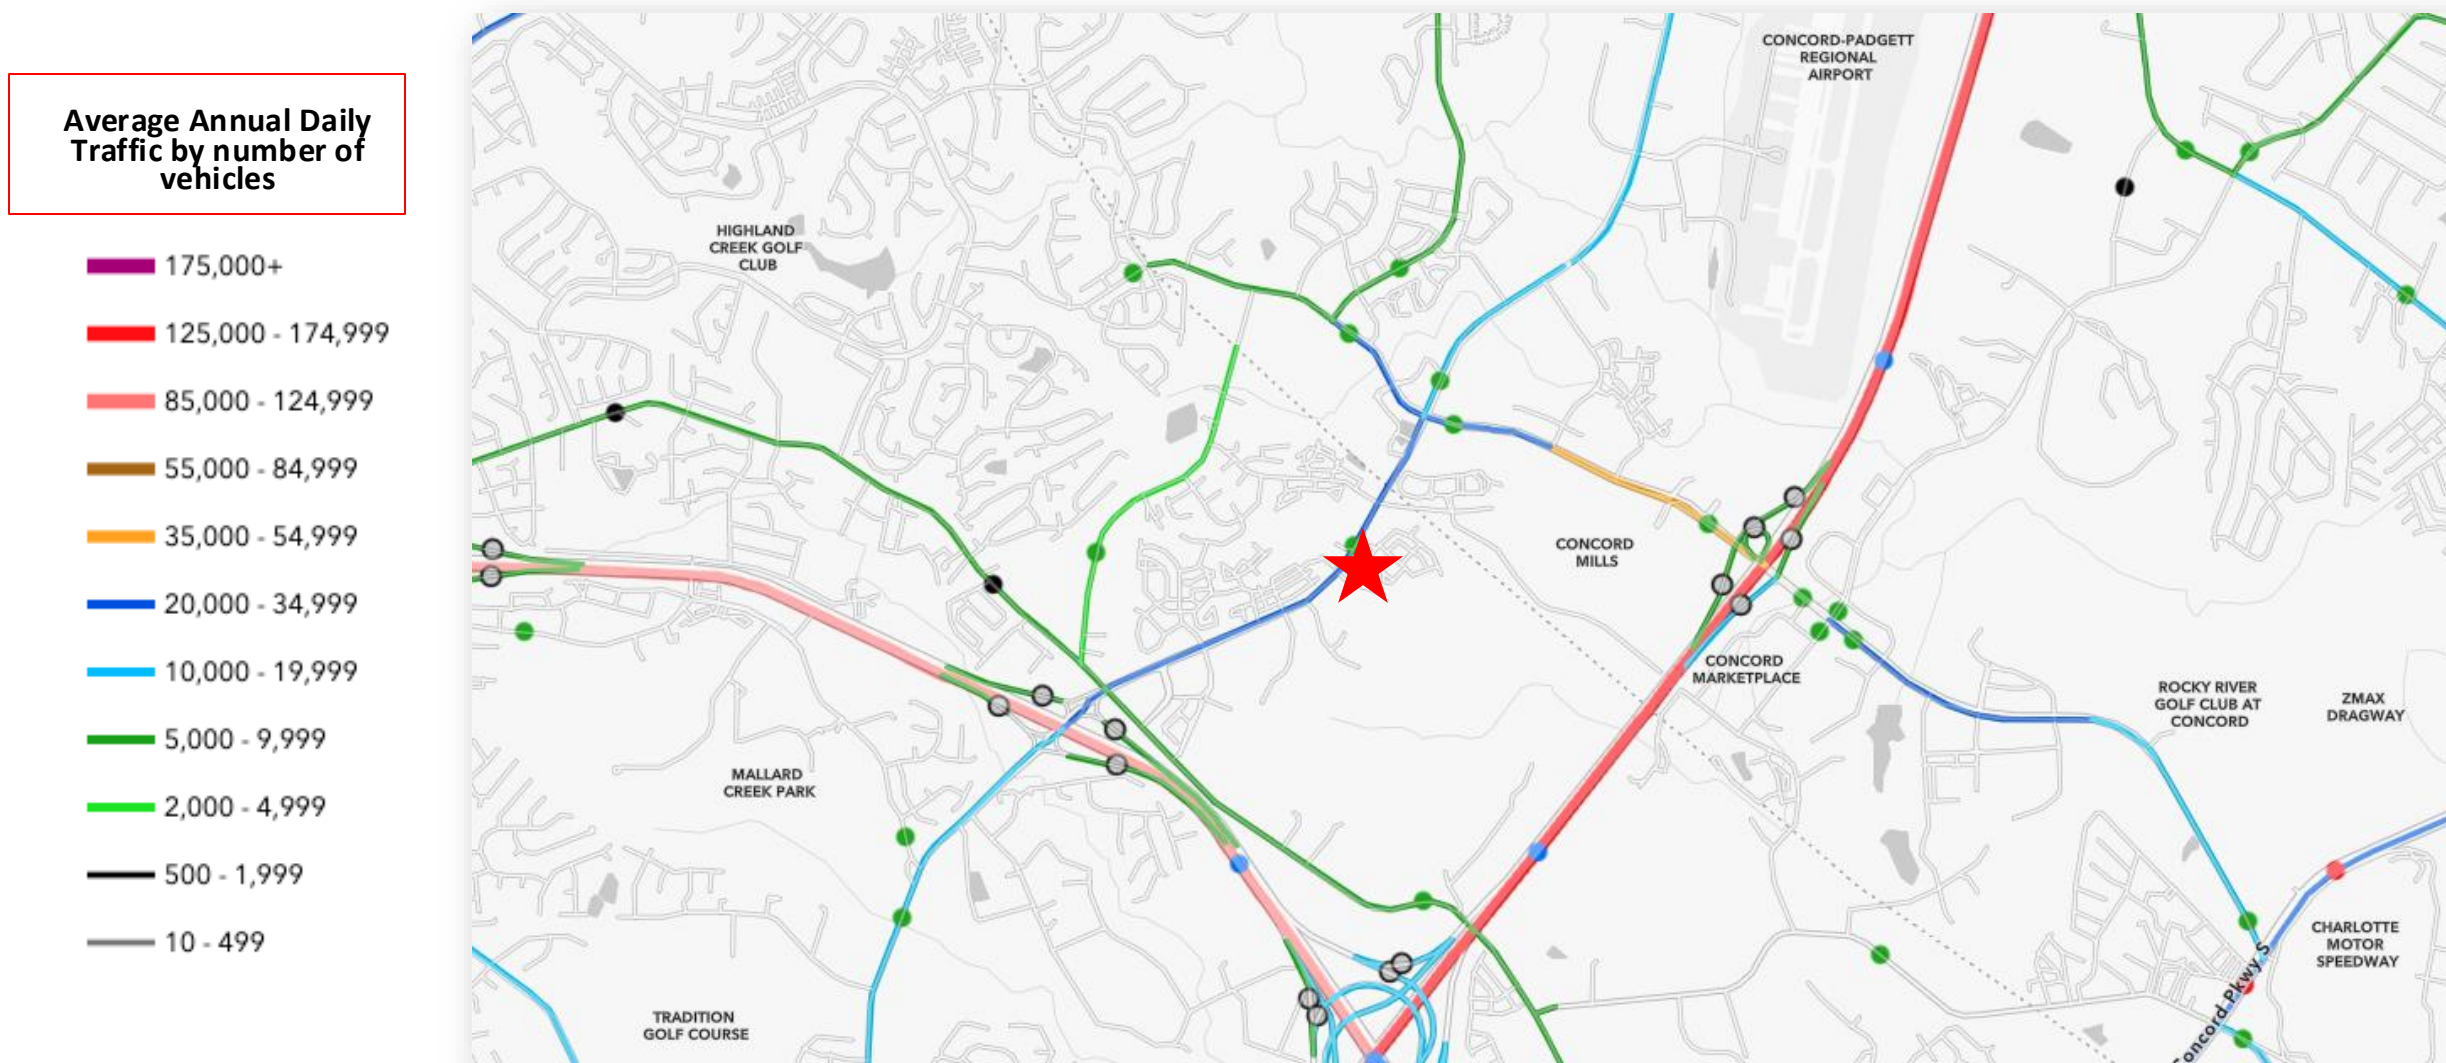 Average Annual Daily
Traffic by number of
vehicles
175,000+
125,000 - 174,999
85,000 - 124,999
55,000 - 84,999
35,000 - 54,999
20,000 - 34,999
10,000 - 19,999
5,000 - 9,999
2,000 - 4,999
500 - 1,999
10 - 499
CONCORD-PADGETT
REGIONAL
AIRPORT
HIGHLAND
CREEK GOLF
CLUB
CONCORD
MILLS
CONCORD
MARKETPLACE
ROCKY RIVER
GOLF CLUB AT
CONCORD
ZMAX
DRAGWAY
MALLARD
CREEK PARK
CHARLOTTE
MOTOR
SPEEDWAY
TRADITION
GOLF COURSE
Concord Pkwy S